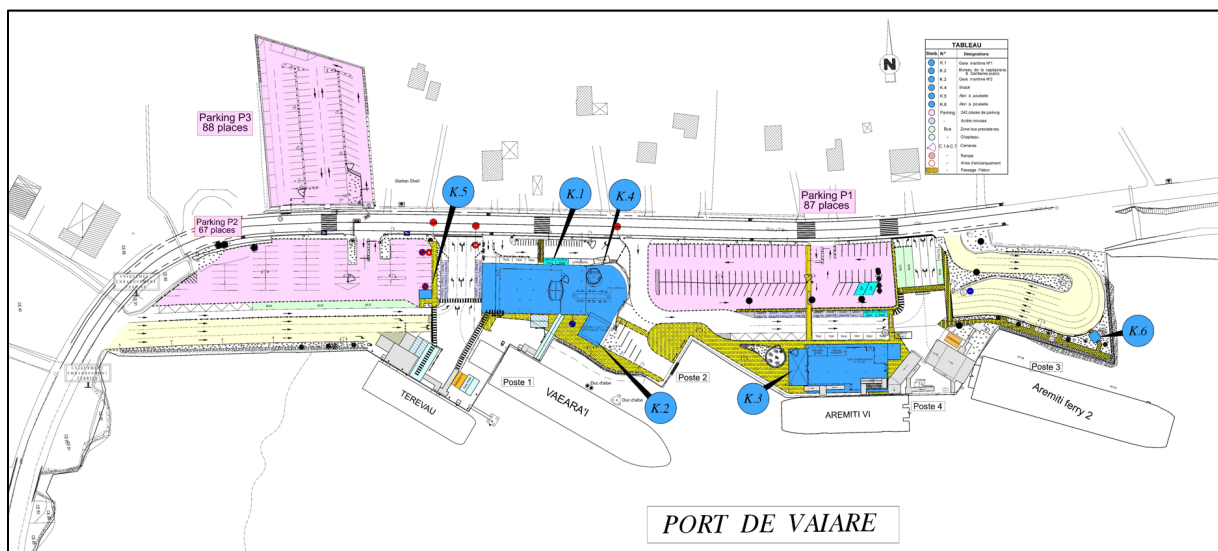 Parking P3
88 places
N
TABLEAU
Symb.
N°
Désignations
K.1
Gare maritime N°1
K.2
Bureau de la capitainerie
& Sanitaires public
K.3
Gare maritime N°2
K.4
Snack
K.5
Abri à poubelle
K.6
Abri à poubelle
Parking
242 places de parking
Arrêts minutes
Bus
Zone bus prestataires
Chapiteau
C.1 à C.7
Caméras
Rampe
Aires d'embarquement
Passage Piéton
Station Shell
K.5
K.1
K.4
Parking P1
87 places
Parking P2
67 places
Route
ceinture
K.6
Poste 1
Duc d'albe
Duc d'albe
Poste 2
Poste 3
TEREVAU
VAEARA'I
K.2
K.3
AREMITI VI
Poste 4
Aremiti ferry 2
PORT DE VAIARE